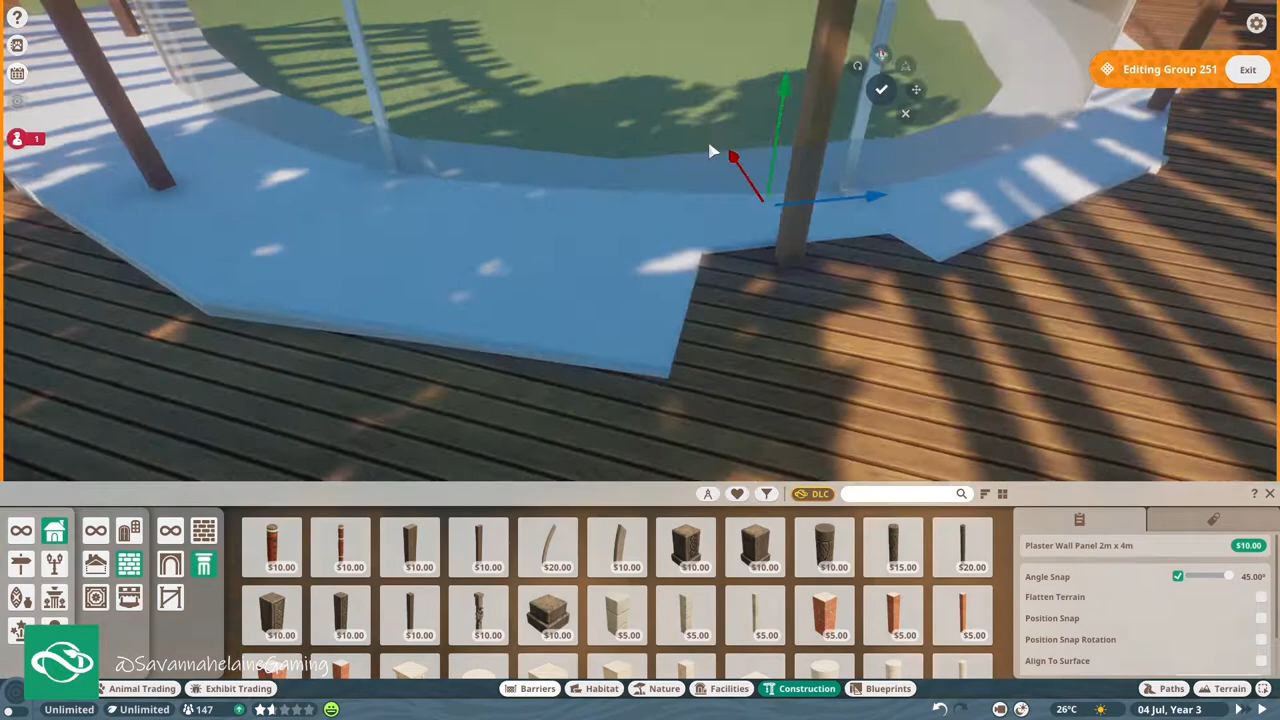 ?
1
Editing Group 251
Exit
DLC
? ×
$10.00 $10.00 $10.00 $10.00 $20.00 $10.00 $10.00 $10.00 $10.00 $15.00 $20.00
$10.00 $10.00 $10.00 $10.00 $10.00 $5.00 $5.00 $5.00 $5.00 $5.00 $5.00
Plaster Wall Panel 2m x 4m $10.00
Angle Snap 45.00°
Flatten Terrain
Position Snap
Position Snap Rotation
Align To Surface
@SavannahelaineGaming
Animal Trading Exhibit Trading Barriers Habitat Nature Facilities Construction Blueprints Paths Terrain
Unlimited Unlimited 147 26°C 04 Jul, Year 3